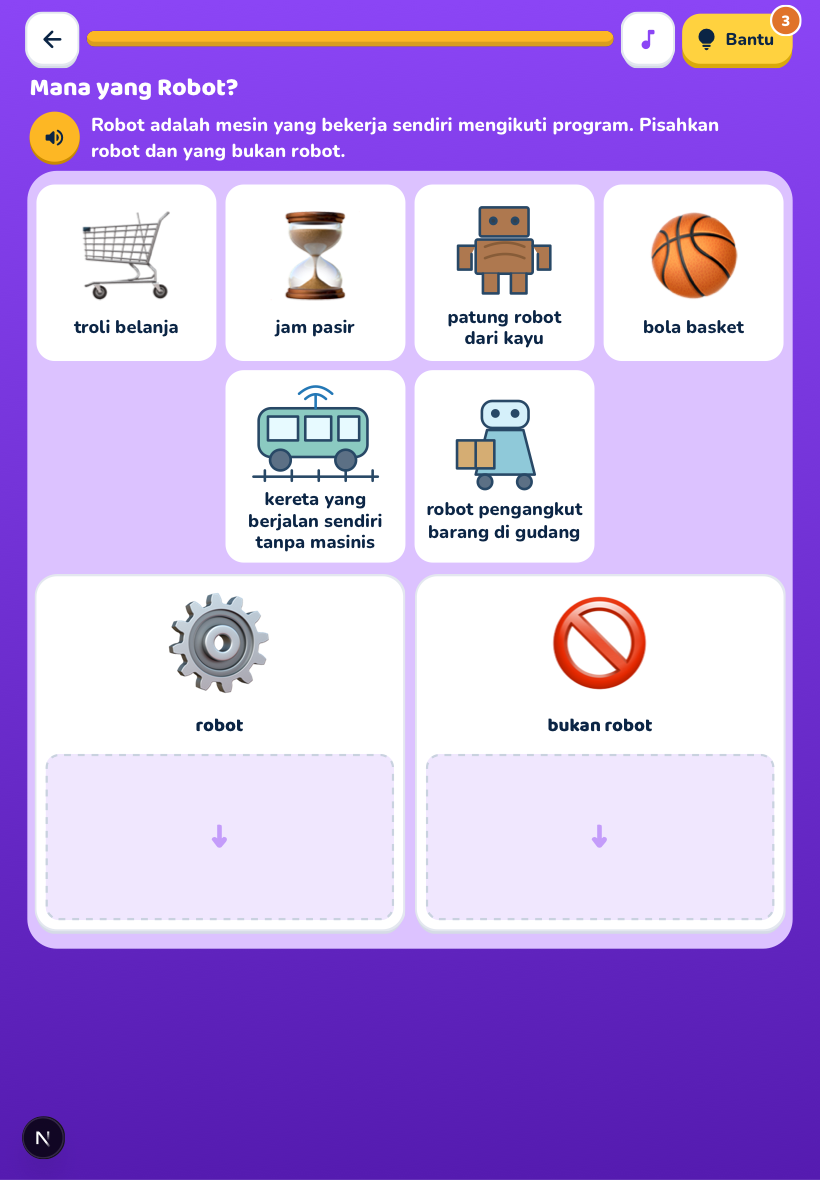 3
Bantu
Mana yang Robot?
Robot adalah mesin yang bekerja sendiri mengikuti program. Pisahkan
robot dan yang bukan robot.
troli belanja
jam pasir
patung robot
dari kayu
bola basket
kereta yang
berjalan sendiri
tanpa masinis
robot pengangkut
barang di gudang
robot
bukan robot
N